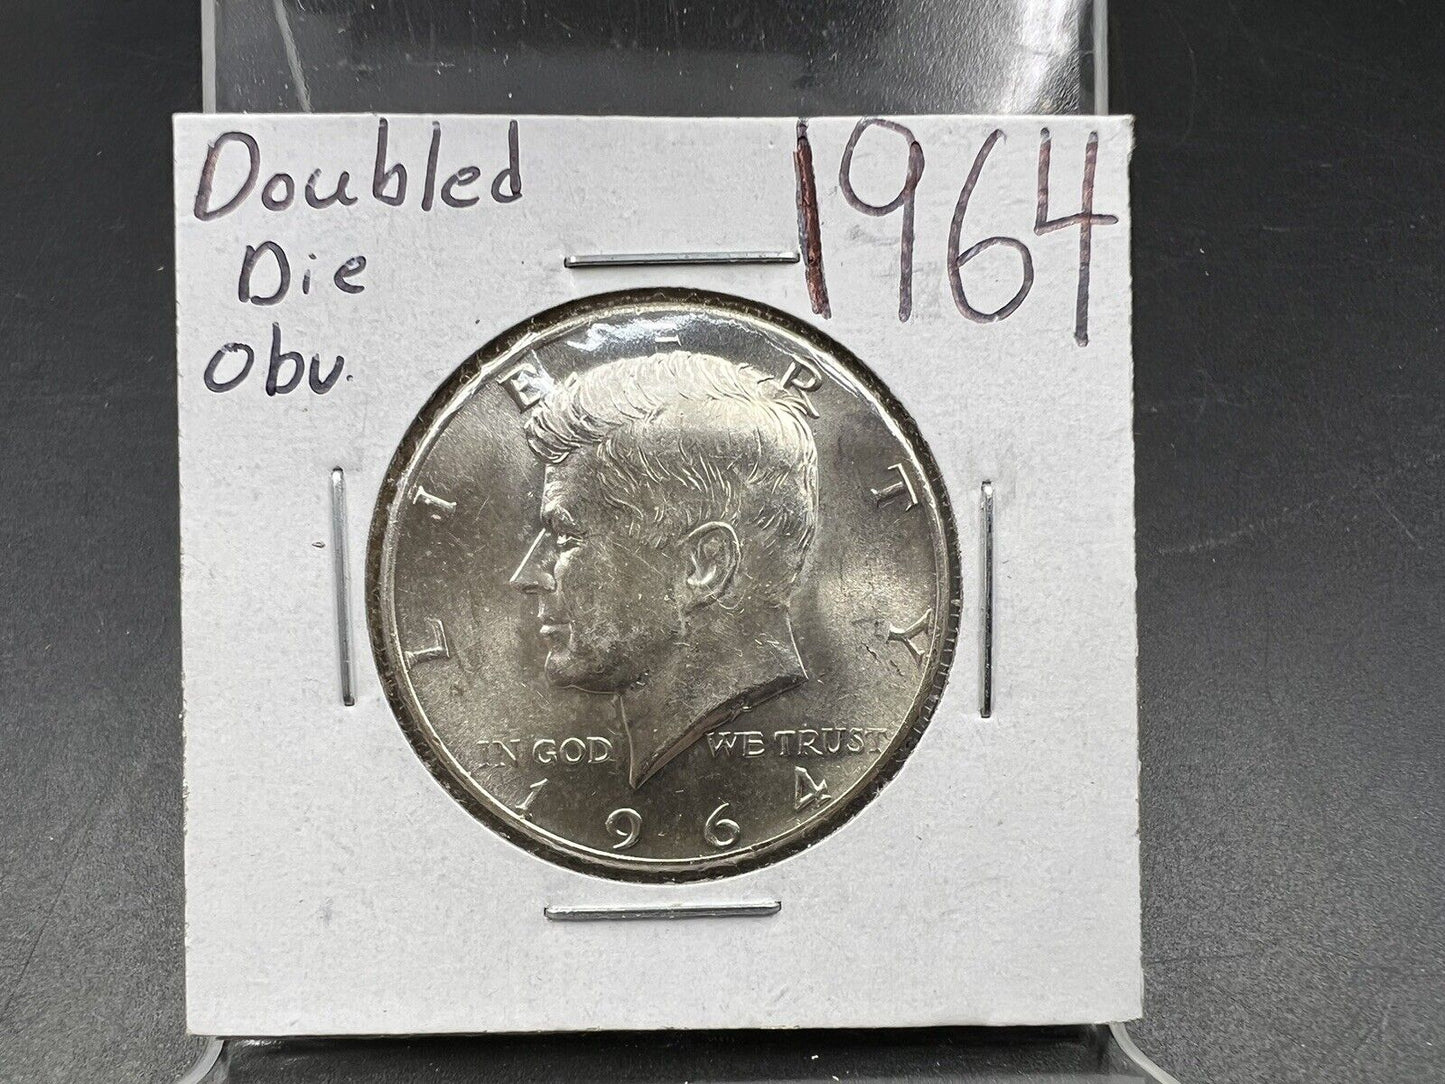 Doubled
Die
Obv.
1964
LIBERTY
IN GOD WE TRUST
1964